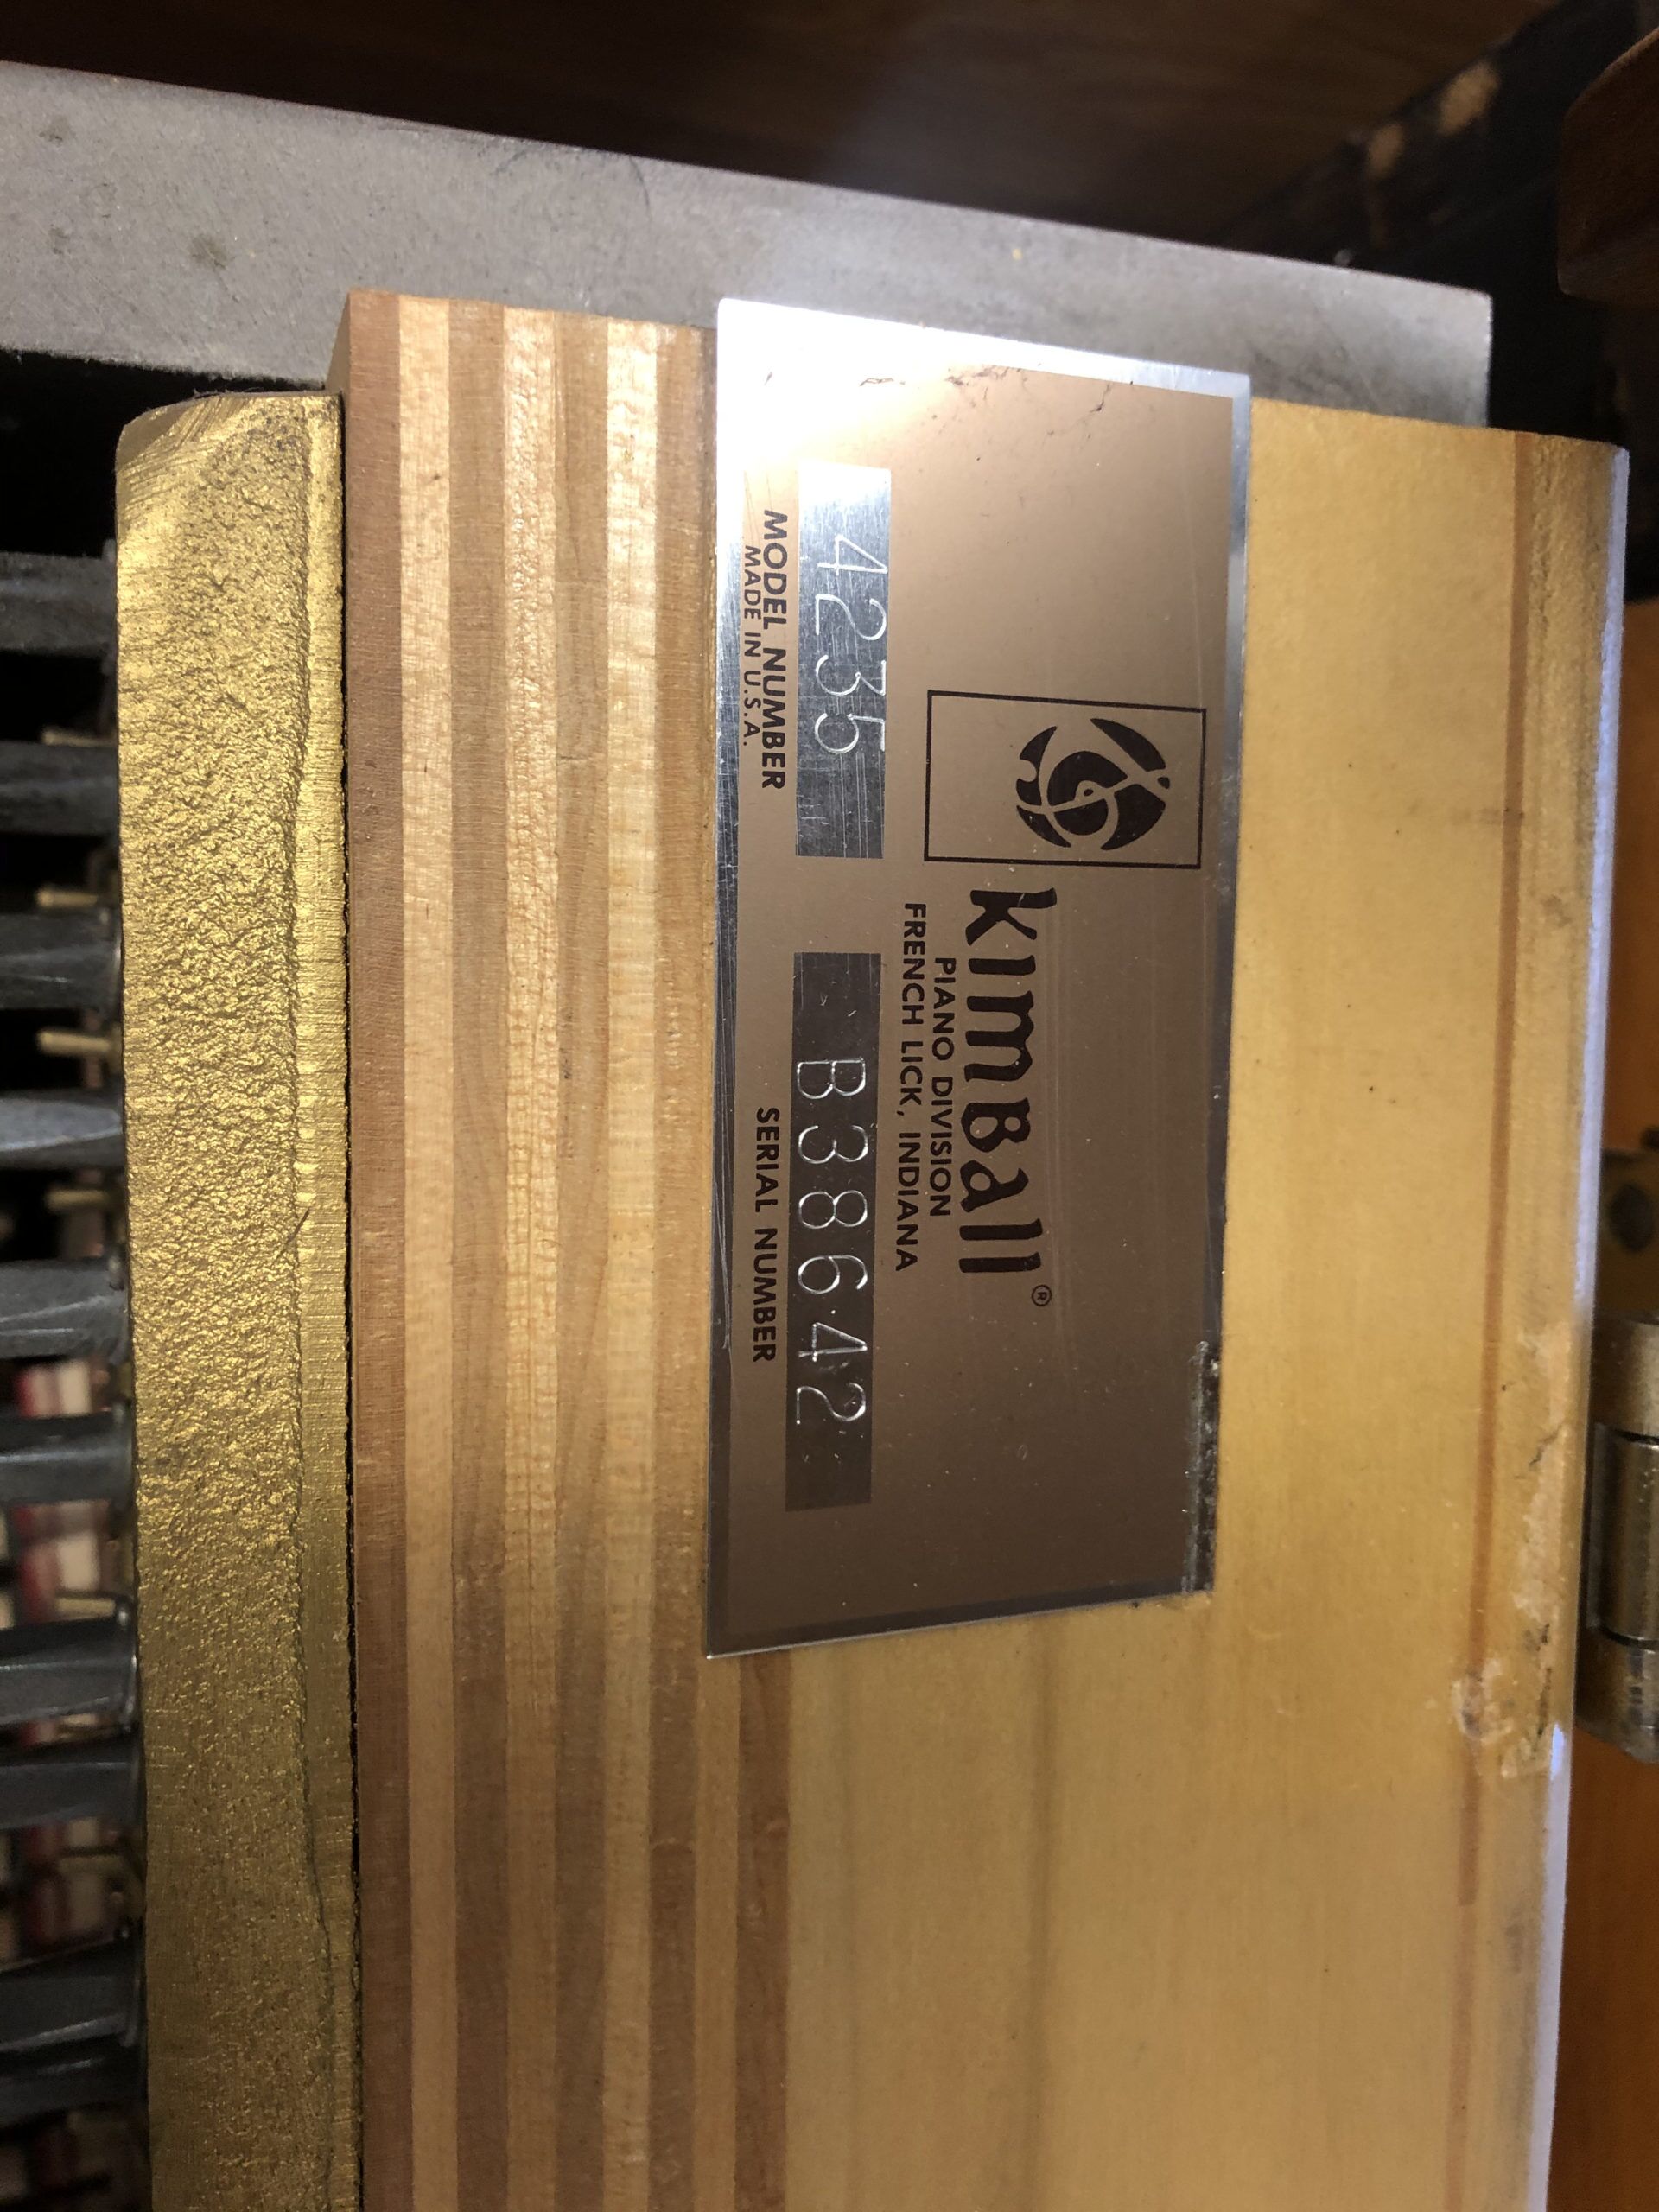 KIMBALL®
PIANO DIVISION
FRENCH LICK, INDIANA
4235 B38642
MODEL NUMBER SERIAL NUMBER
MADE IN U.S.A.